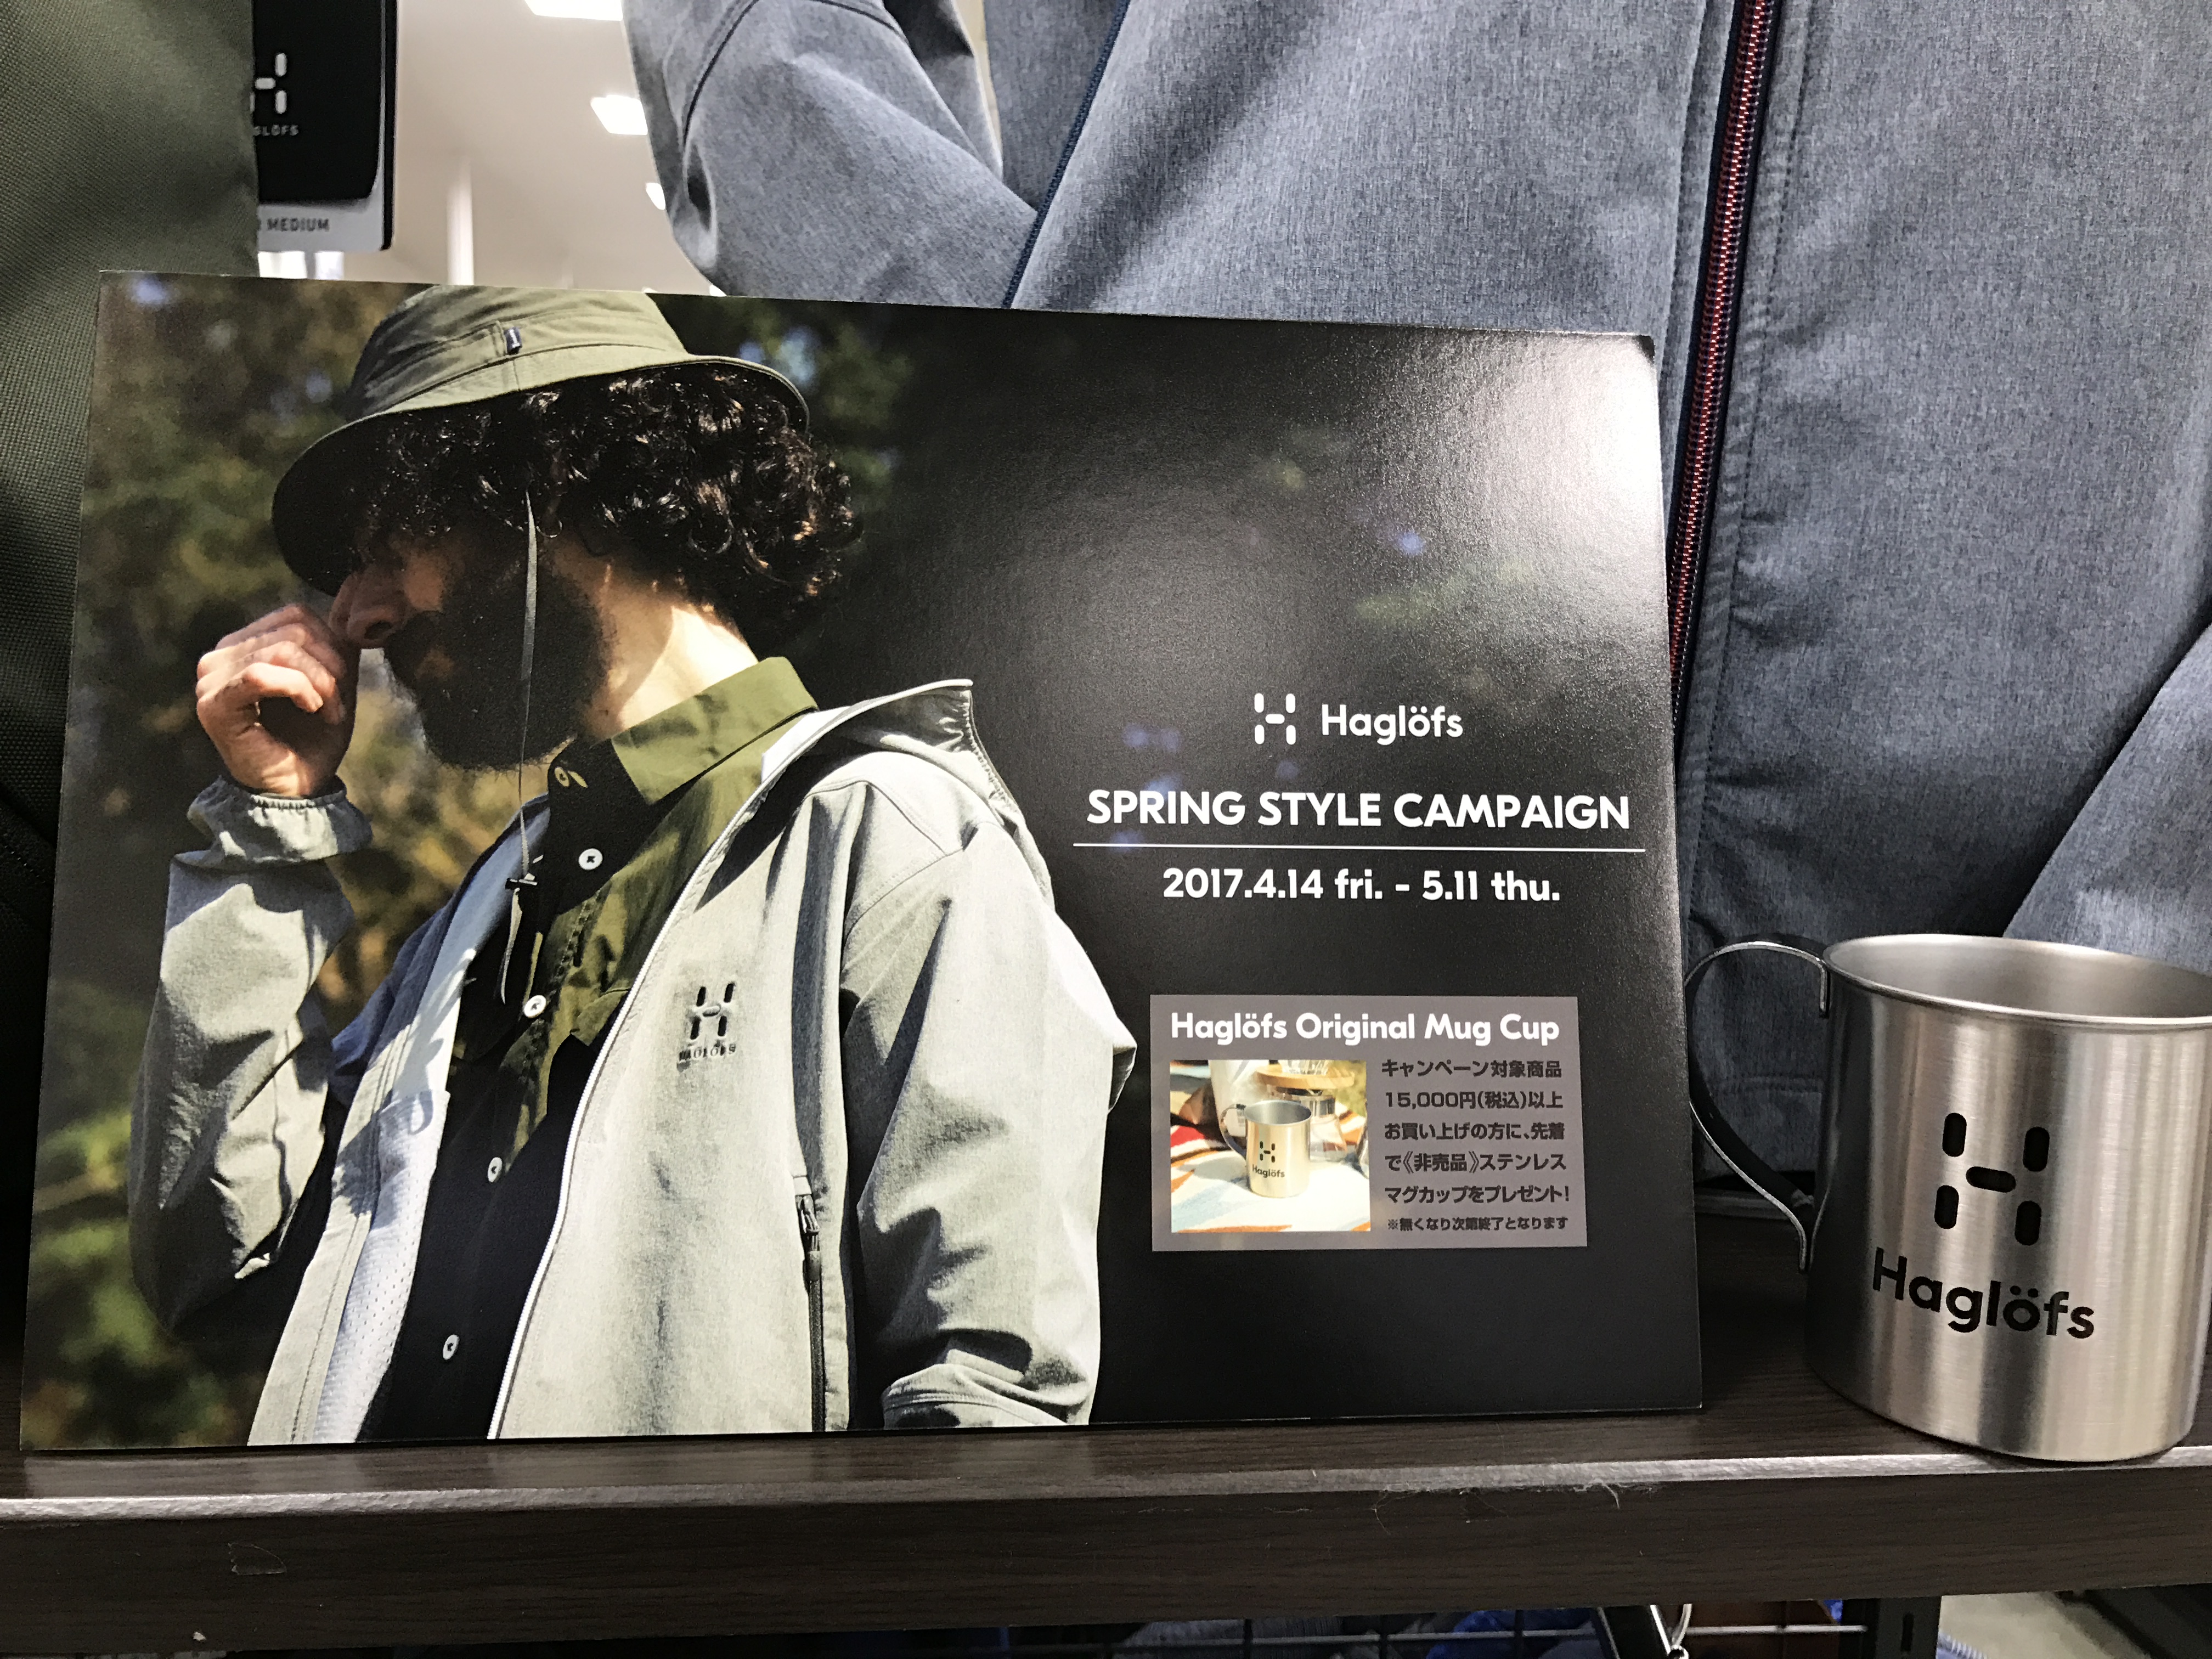 MEDIUM
Haglöfs
SPRING STYLE CAMPAIGN
2017.4.14 fri. - 5.11 thu.
HAGLÖFS
Haglöfs Original Mug Cup
キャンペーン対象商品
15,000円(税込)以上
お買い上げの方に、先着
で《非売品》ステンレス
マグカップをプレゼント!
※無くなり次第終了となります
Haglöfs
Haglöfs